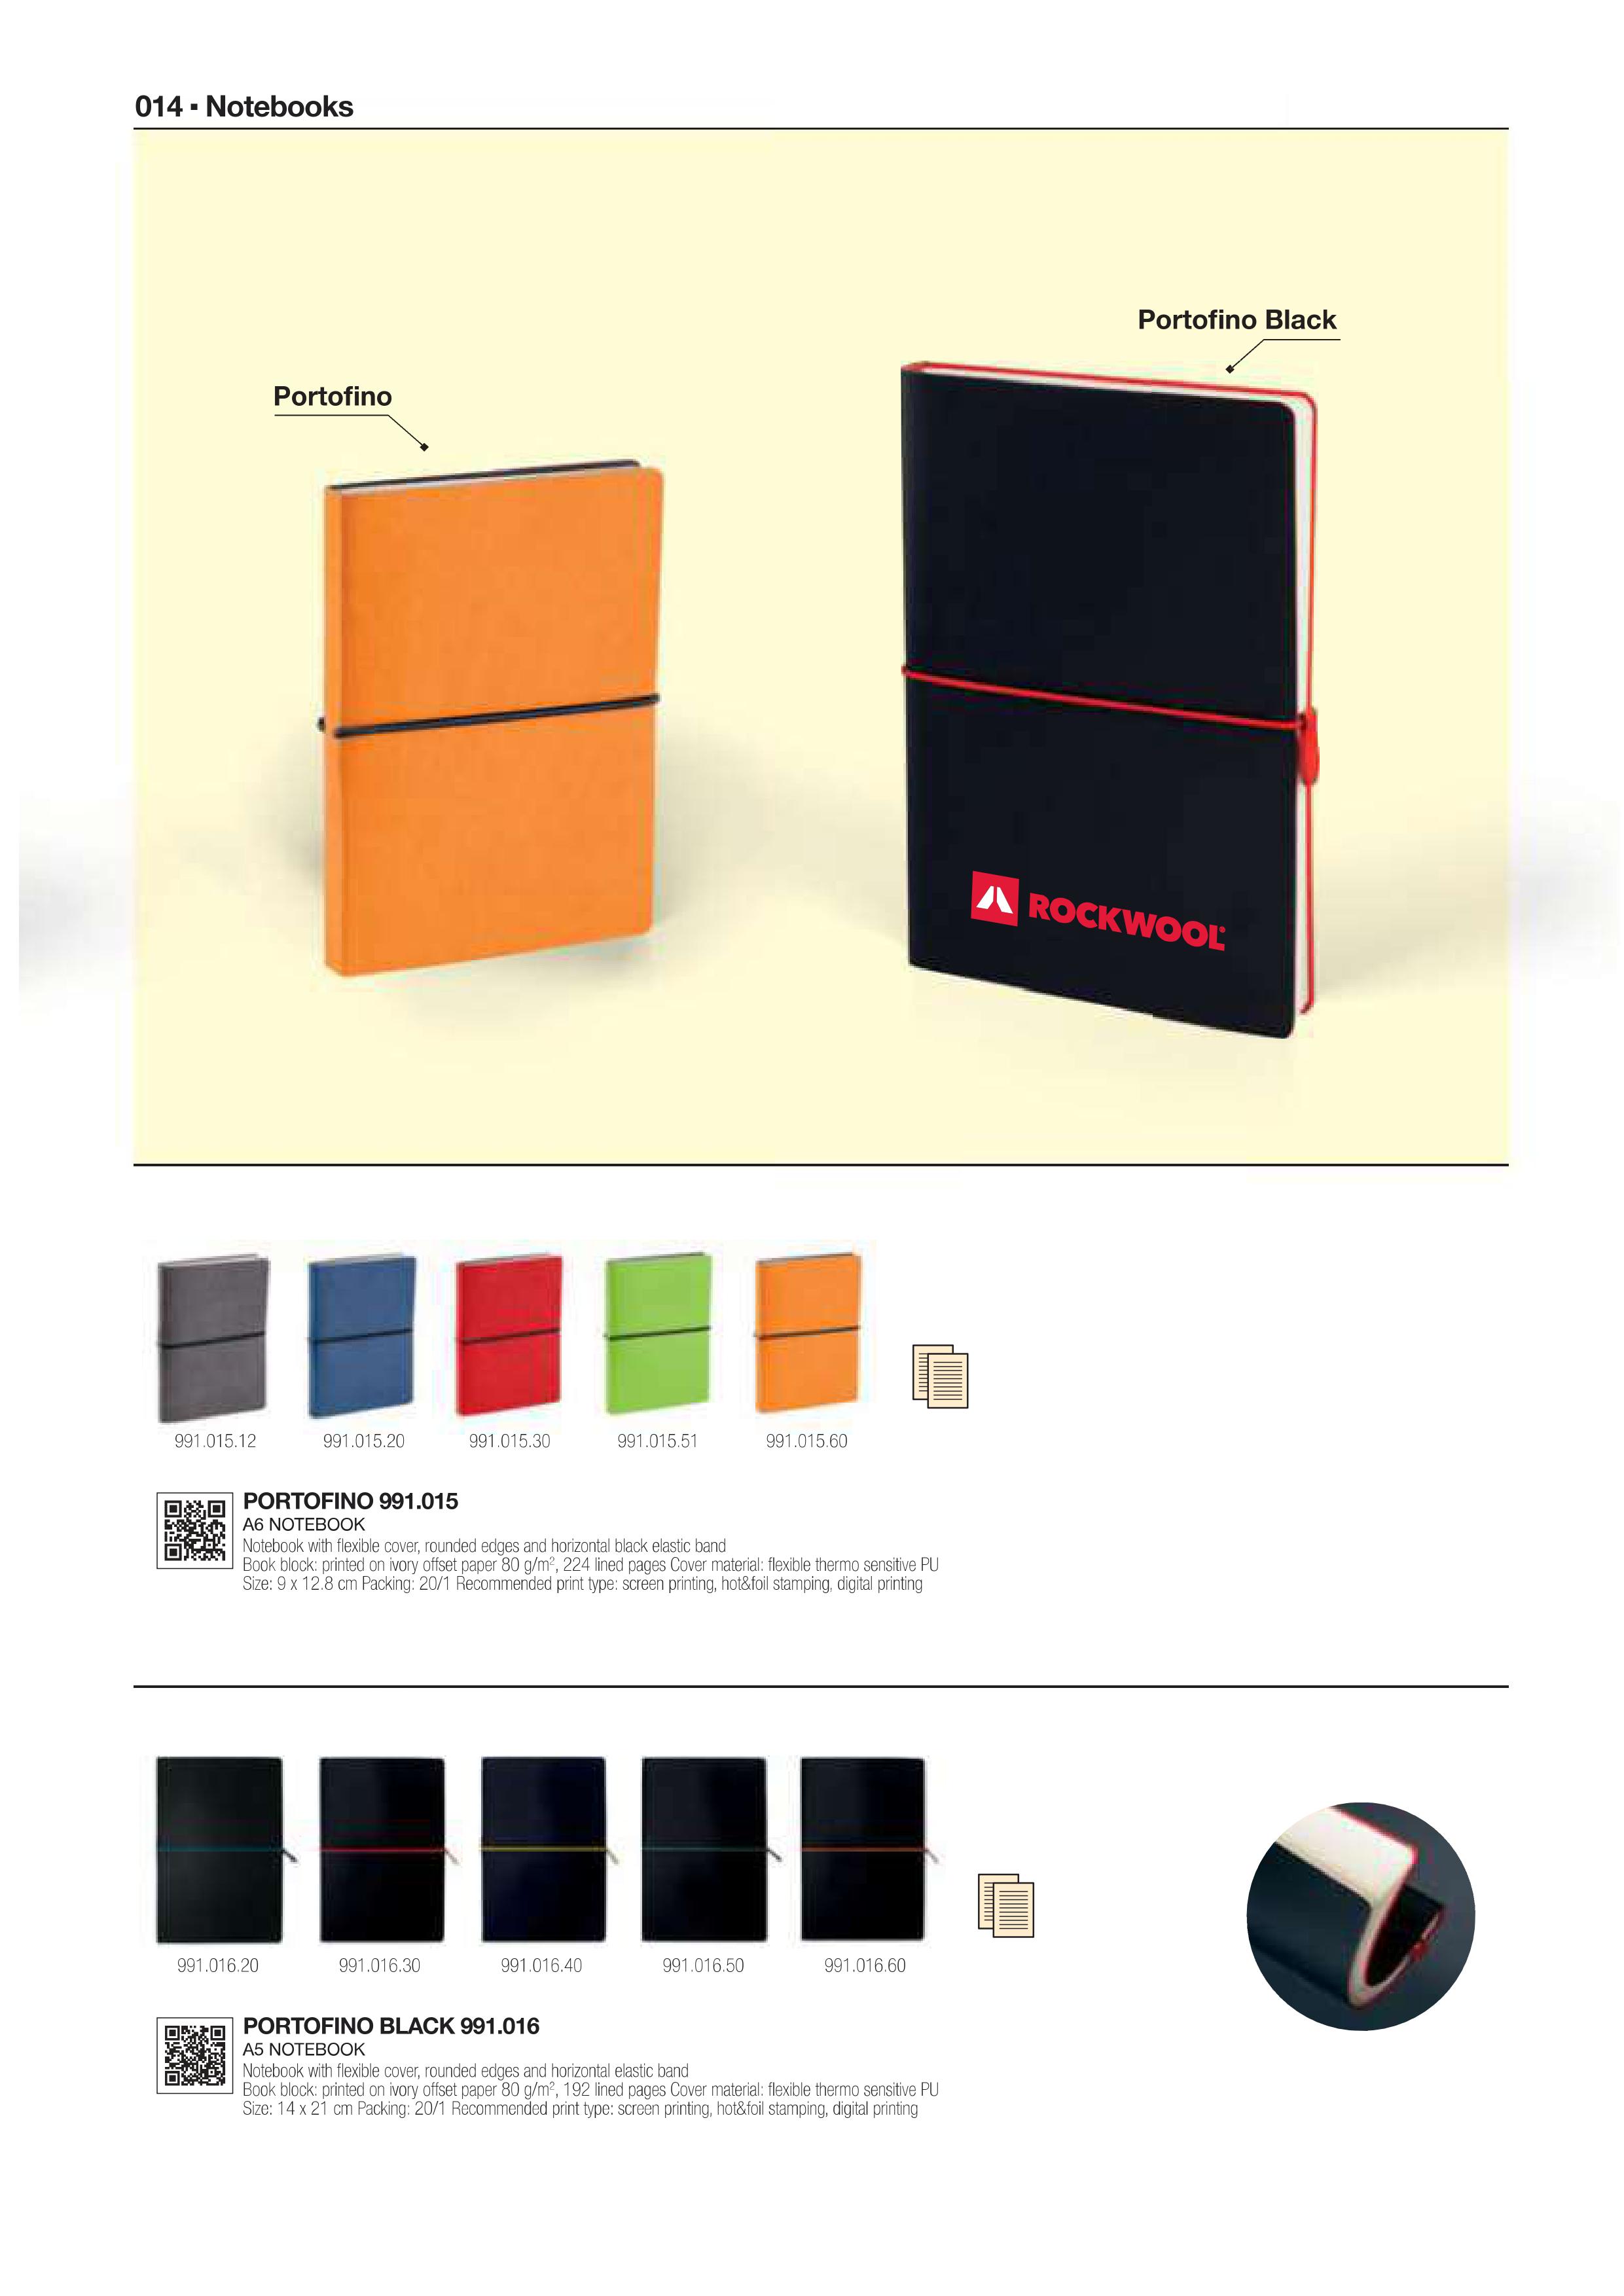 014 ▪ Notebooks
Portofino Black
Portofino
ROCKWOOL®
991.015.12 991.015.20 991.015.30 991.015.51 991.015.60
PORTOFINO 991.015
A6 NOTEBOOK
Notebook with flexible cover, rounded edges and horizontal black elastic band
Book block: printed on ivory offset paper 80 g/m², 224 lined pages Cover material: flexible thermo sensitive PU
Size: 9 x 12.8 cm Packing: 20/1 Recommended print type: screen printing, hot&foil stamping, digital printing
991.016.20 991.016.30 991.016.40 991.016.50 991.016.60
PORTOFINO BLACK 991.016
A5 NOTEBOOK
Notebook with flexible cover, rounded edges and horizontal elastic band
Book block: printed on ivory offset paper 80 g/m², 192 lined pages Cover material: flexible thermo sensitive PU
Size: 14 x 21 cm Packing: 20/1 Recommended print type: screen printing, hot&foil stamping, digital printing